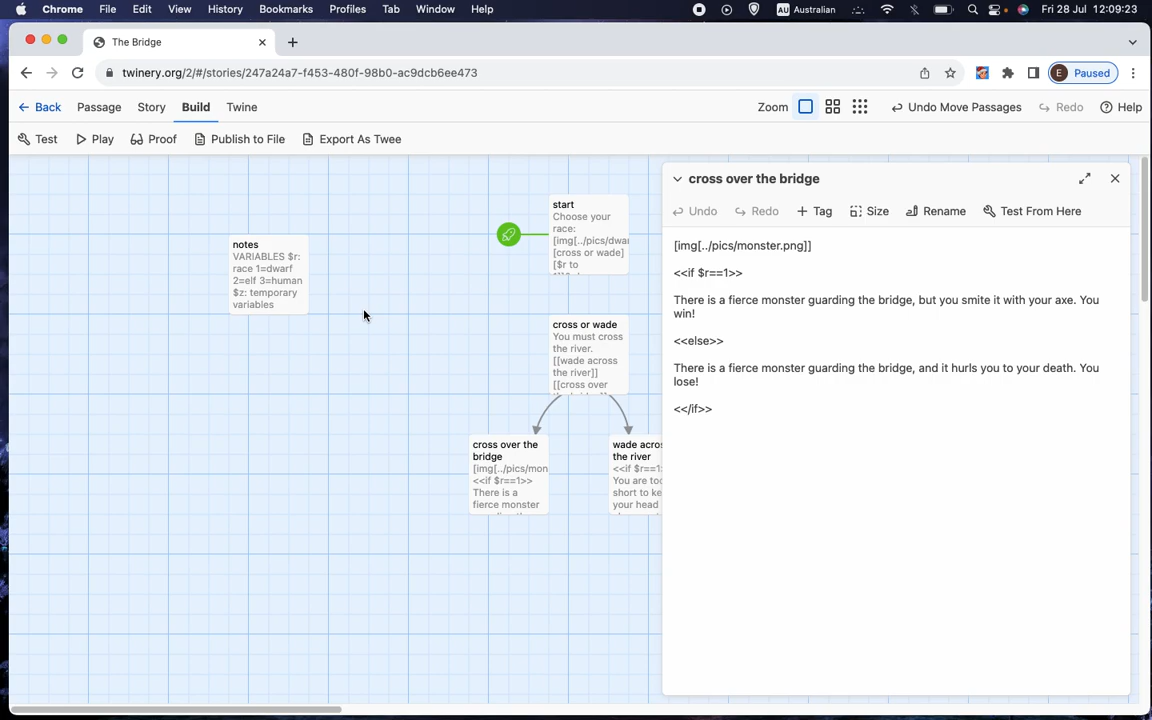 Chrome File Edit View History Bookmarks Profiles Tab Window Help AU Australian Fri 28 Jul 12:09:23
The Bridge
twinery.org/2/#/stories/247a24a7-f453-480f-98b0-ac9dcb6ee473 E Paused
Back Passage Story Build Twine Zoom Undo Move Passages Redo Help
Test Play Proof Publish to File Export As Twee
notes
VARIABLES $r:
race 1=dwarf
2=elf 3=human
$z: temporary
variables
start
Choose your
race:
[img[../pics/dwar
[cross or wade]
[$r to
cross or wade
You must cross
the river.
[[wade across
the river]]
[[cross over
cross over the
bridge
[img[../pics/mon
<<if $r==1>>
There is a
fierce monster
wade acros
the river
<<if $r==1
You are too
short to ke
your head
cross over the bridge
Undo Redo Tag Size Rename Test From Here
[img[../pics/monster.png]]
<<if $r==1>>
There is a fierce monster guarding the bridge, but you smite it with your axe. You
win!
<<else>>
There is a fierce monster guarding the bridge, and it hurls you to your death. You
lose!
<</if>>